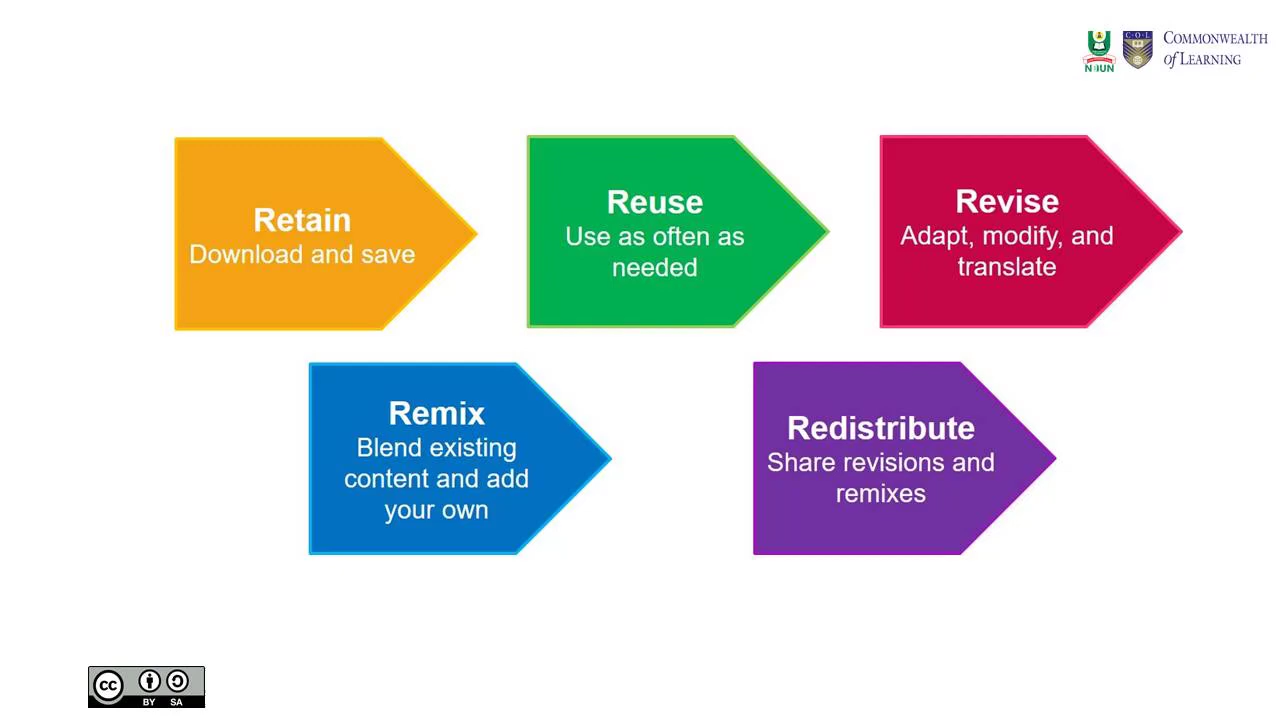 COMMONWEALTH
of LEARNING
C·O·L
NOUN
Retain
Download and save
Reuse
Use as often as
needed
Revise
Adapt, modify, and
translate
Remix
Blend existing
content and add
your own
Redistribute
Share revisions and
remixes
cc
BY SA